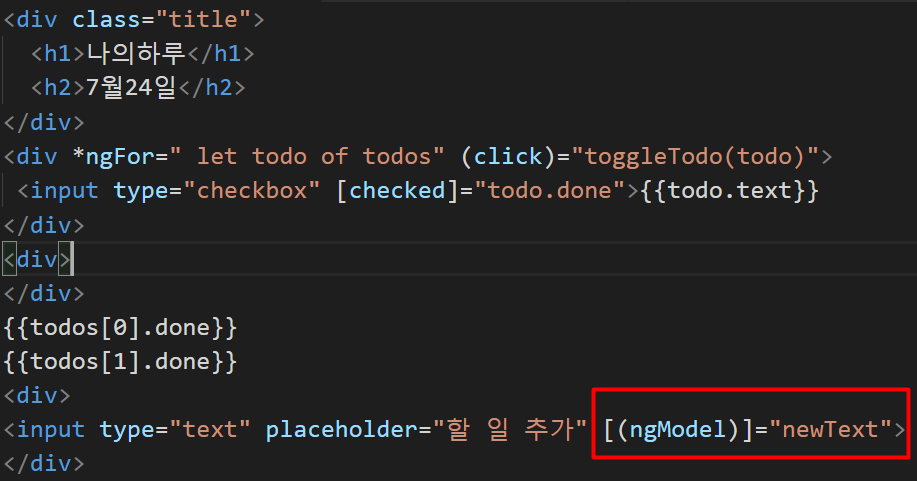 <div class="title">
<h1>나의하루</h1>
<h2>7월24일</h2>
</div>
<div *ngFor=" let todo of todos" (click)="toggleTodo(todo)">
<input type="checkbox" [checked]="todo.done">{{todo.text}}
</div>
<div>
</div>
{{todos[0].done}}
{{todos[1].done}}
<div>
<input type="text" placeholder="할 일 추가" [(ngModel)]="newText">
</div>